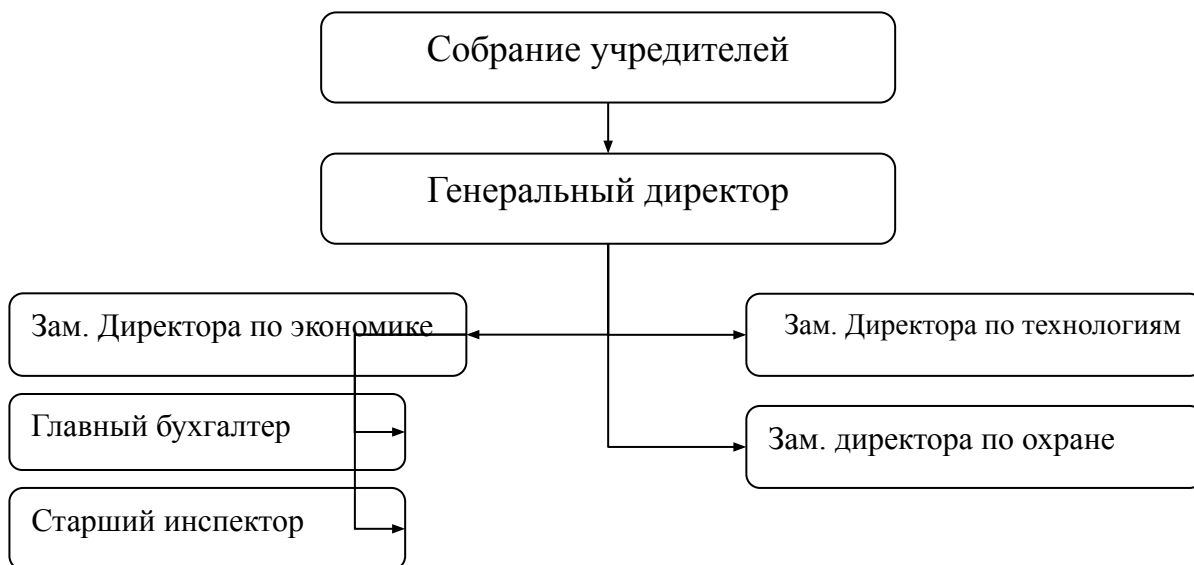 Собрание учредителей
Генеральный директор
Зам. Директора по экономике
Зам. Директора по технологиям
Главный бухгалтер
Зам. директора по охране
Старший инспектор